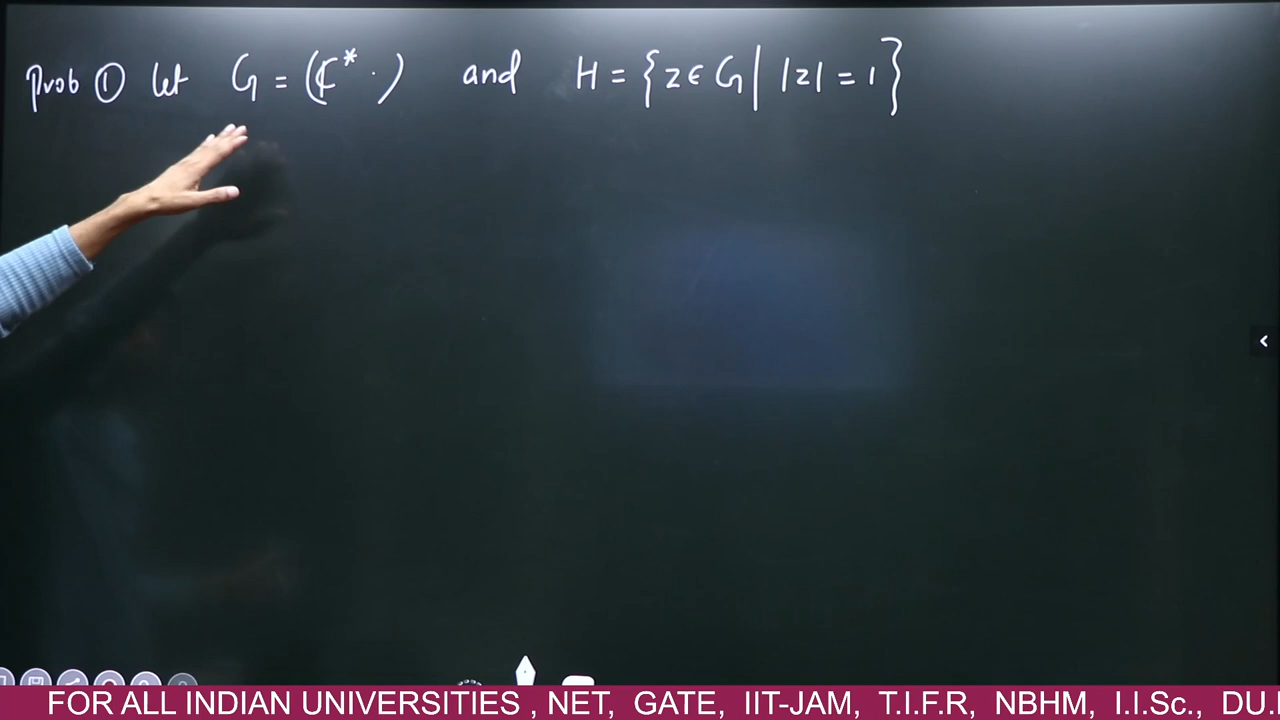 Prob ① let G = (ℂ* ·) and H = {z ∈ G | |z| = 1}
FOR ALL INDIAN UNIVERSITIES , NET, GATE, IIT-JAM, T.I.F.R, NBHM, I.I.Sc., DU.